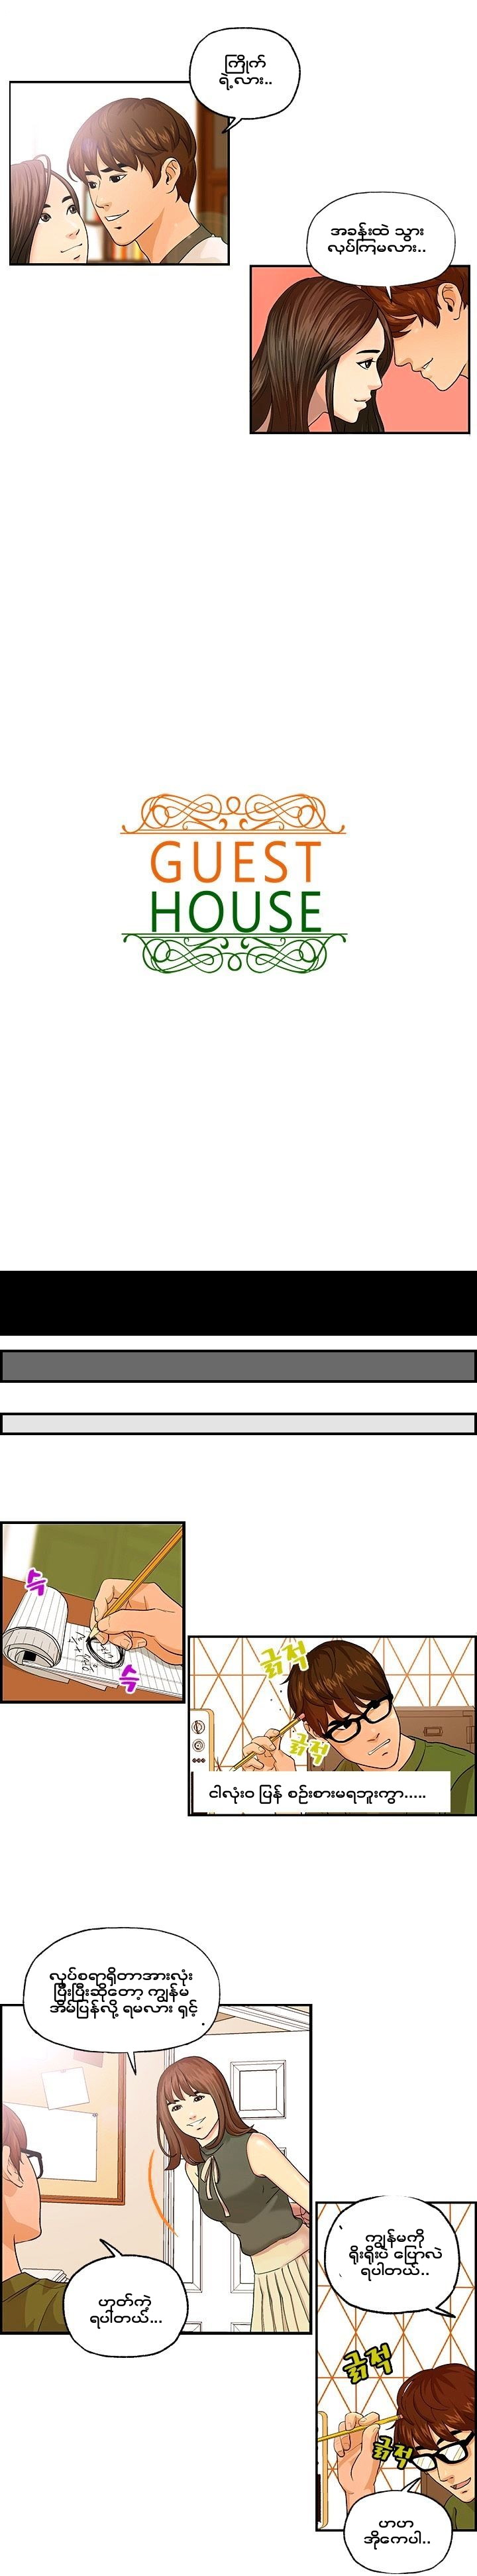 ကြိုက်
ရဲ့လား..
အခန်းထဲ သွား
လုပ်ကြမလား..
GUEST
HOUSE
슥
슥
긁적
긁적
ငါလုံးဝ ပြန် စဉ်းစားမရဘူးကွာ.....
လုပ်စရာရှိတာအားလုံး
ပြီးပြီးဆိုတော့ ကျွန်မ
အိမ်ပြန်လို့ ရမလား ရှင့်
ဟုတ်ကဲ့
ရပါတယ်...
ကျွန်မကို
ရိုးရိုးပဲ ပြောလဲ
ရပါတယ်..
긁적
긁적
ဟဟ
အိုကေပါ..